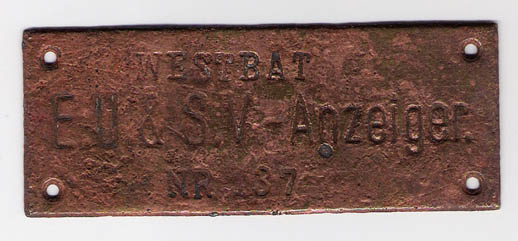 WESTBAT
E.U & S.V.-Anzeiger.
NR. 37